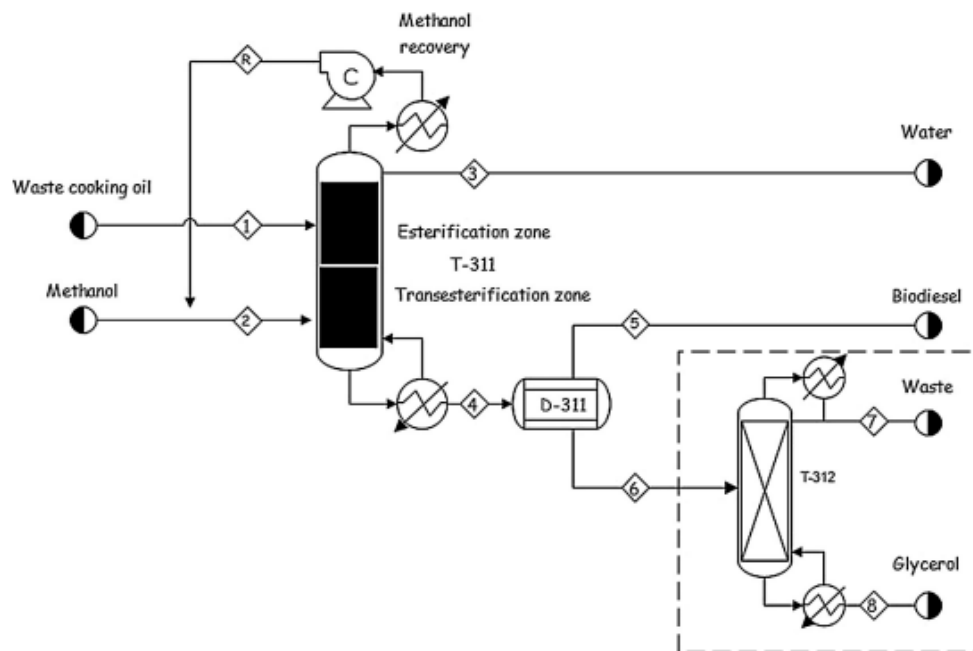 Methanol
recovery
R
C
Water
3
Waste cooking oil
1
Esterification zone
T-311
Methanol
Transesterification zone
2
Biodiesel
5
Waste
4
D-311
7
T-312
6
Glycerol
8